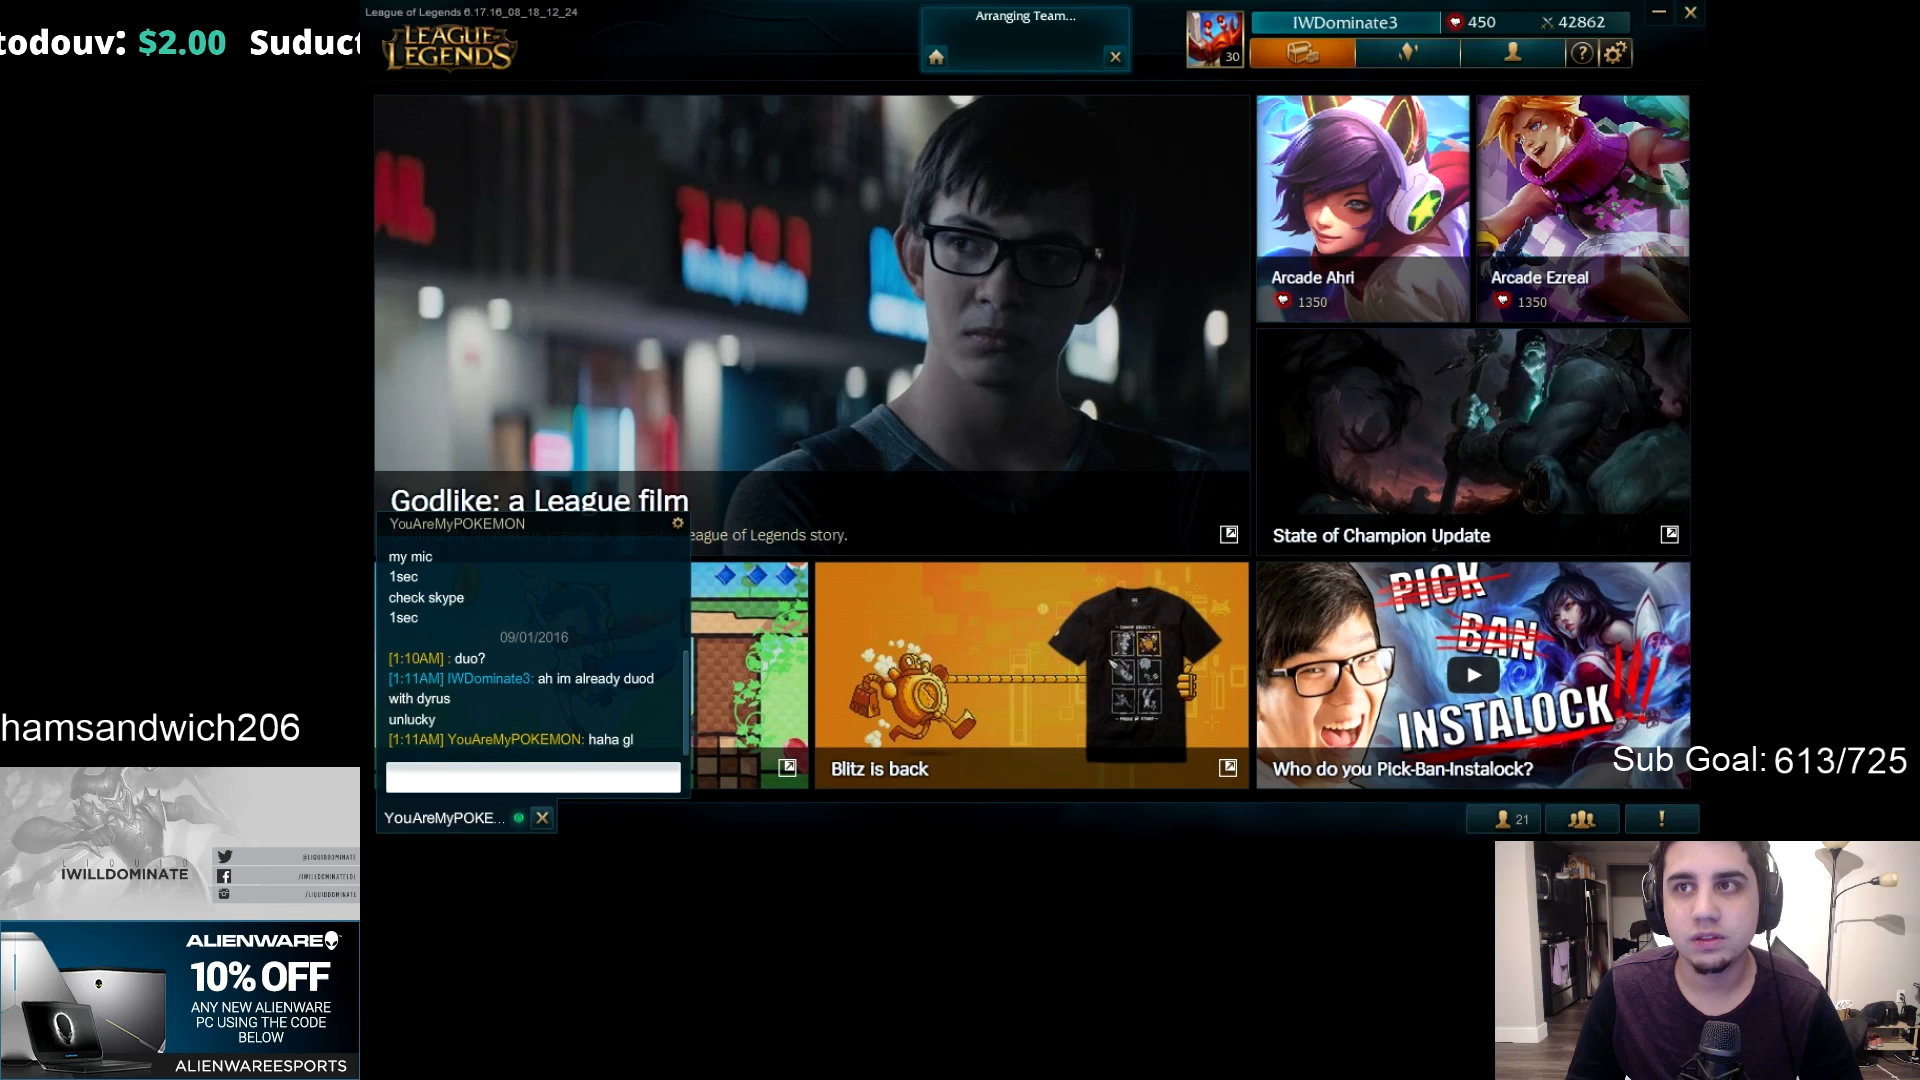 League of Legends 6.17.16_08_18_12_24
todouv: $2.00 Suduct
LEAGUE OF LEGENDS
Arranging Team...
30
IWDominate3
450
42862
?
Arcade Ahri
1350
Arcade Ezreal
1350
Godlike: a League film
eague of Legends story.
State of Champion Update
YouAreMyPOKEMON
my mic
1sec
check skype
1sec
09/01/2016
[1:10AM] : duo?
[1:11AM] IWDominate3: ah im already duod
with dyrus
unlucky
[1:11AM] YouAreMyPOKEMON: haha gl
YouAreMyPOKE...
Blitz is back
PICK
BAN
INSTALOCK
Who do you Pick-Ban-Instalock?
Sub Goal: 613/725
21
!
hamsandwich206
LIQUID
IWILLDOMINATE
@LIQUIDDOMINATE
/IWILLDOMINATELOL
/LIQUIDDOMINATE
ALIENWARE
10% OFF
ANY NEW ALIENWARE
PC USING THE CODE
BELOW
ALIENWAREESPORTS